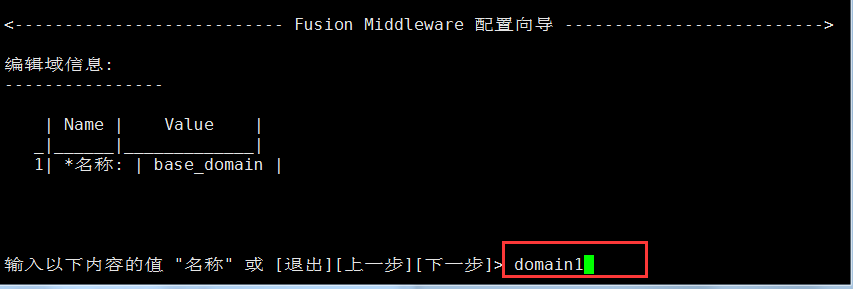 <--------------------------- Fusion Middleware 配置向导 -------------------------->
编辑域信息:
----------------
| Name |    Value    |
_|______|_____________|
1| *名称: | base_domain |
输入以下内容的值 "名称" 或 [退出][上一步][下一步]> domain1